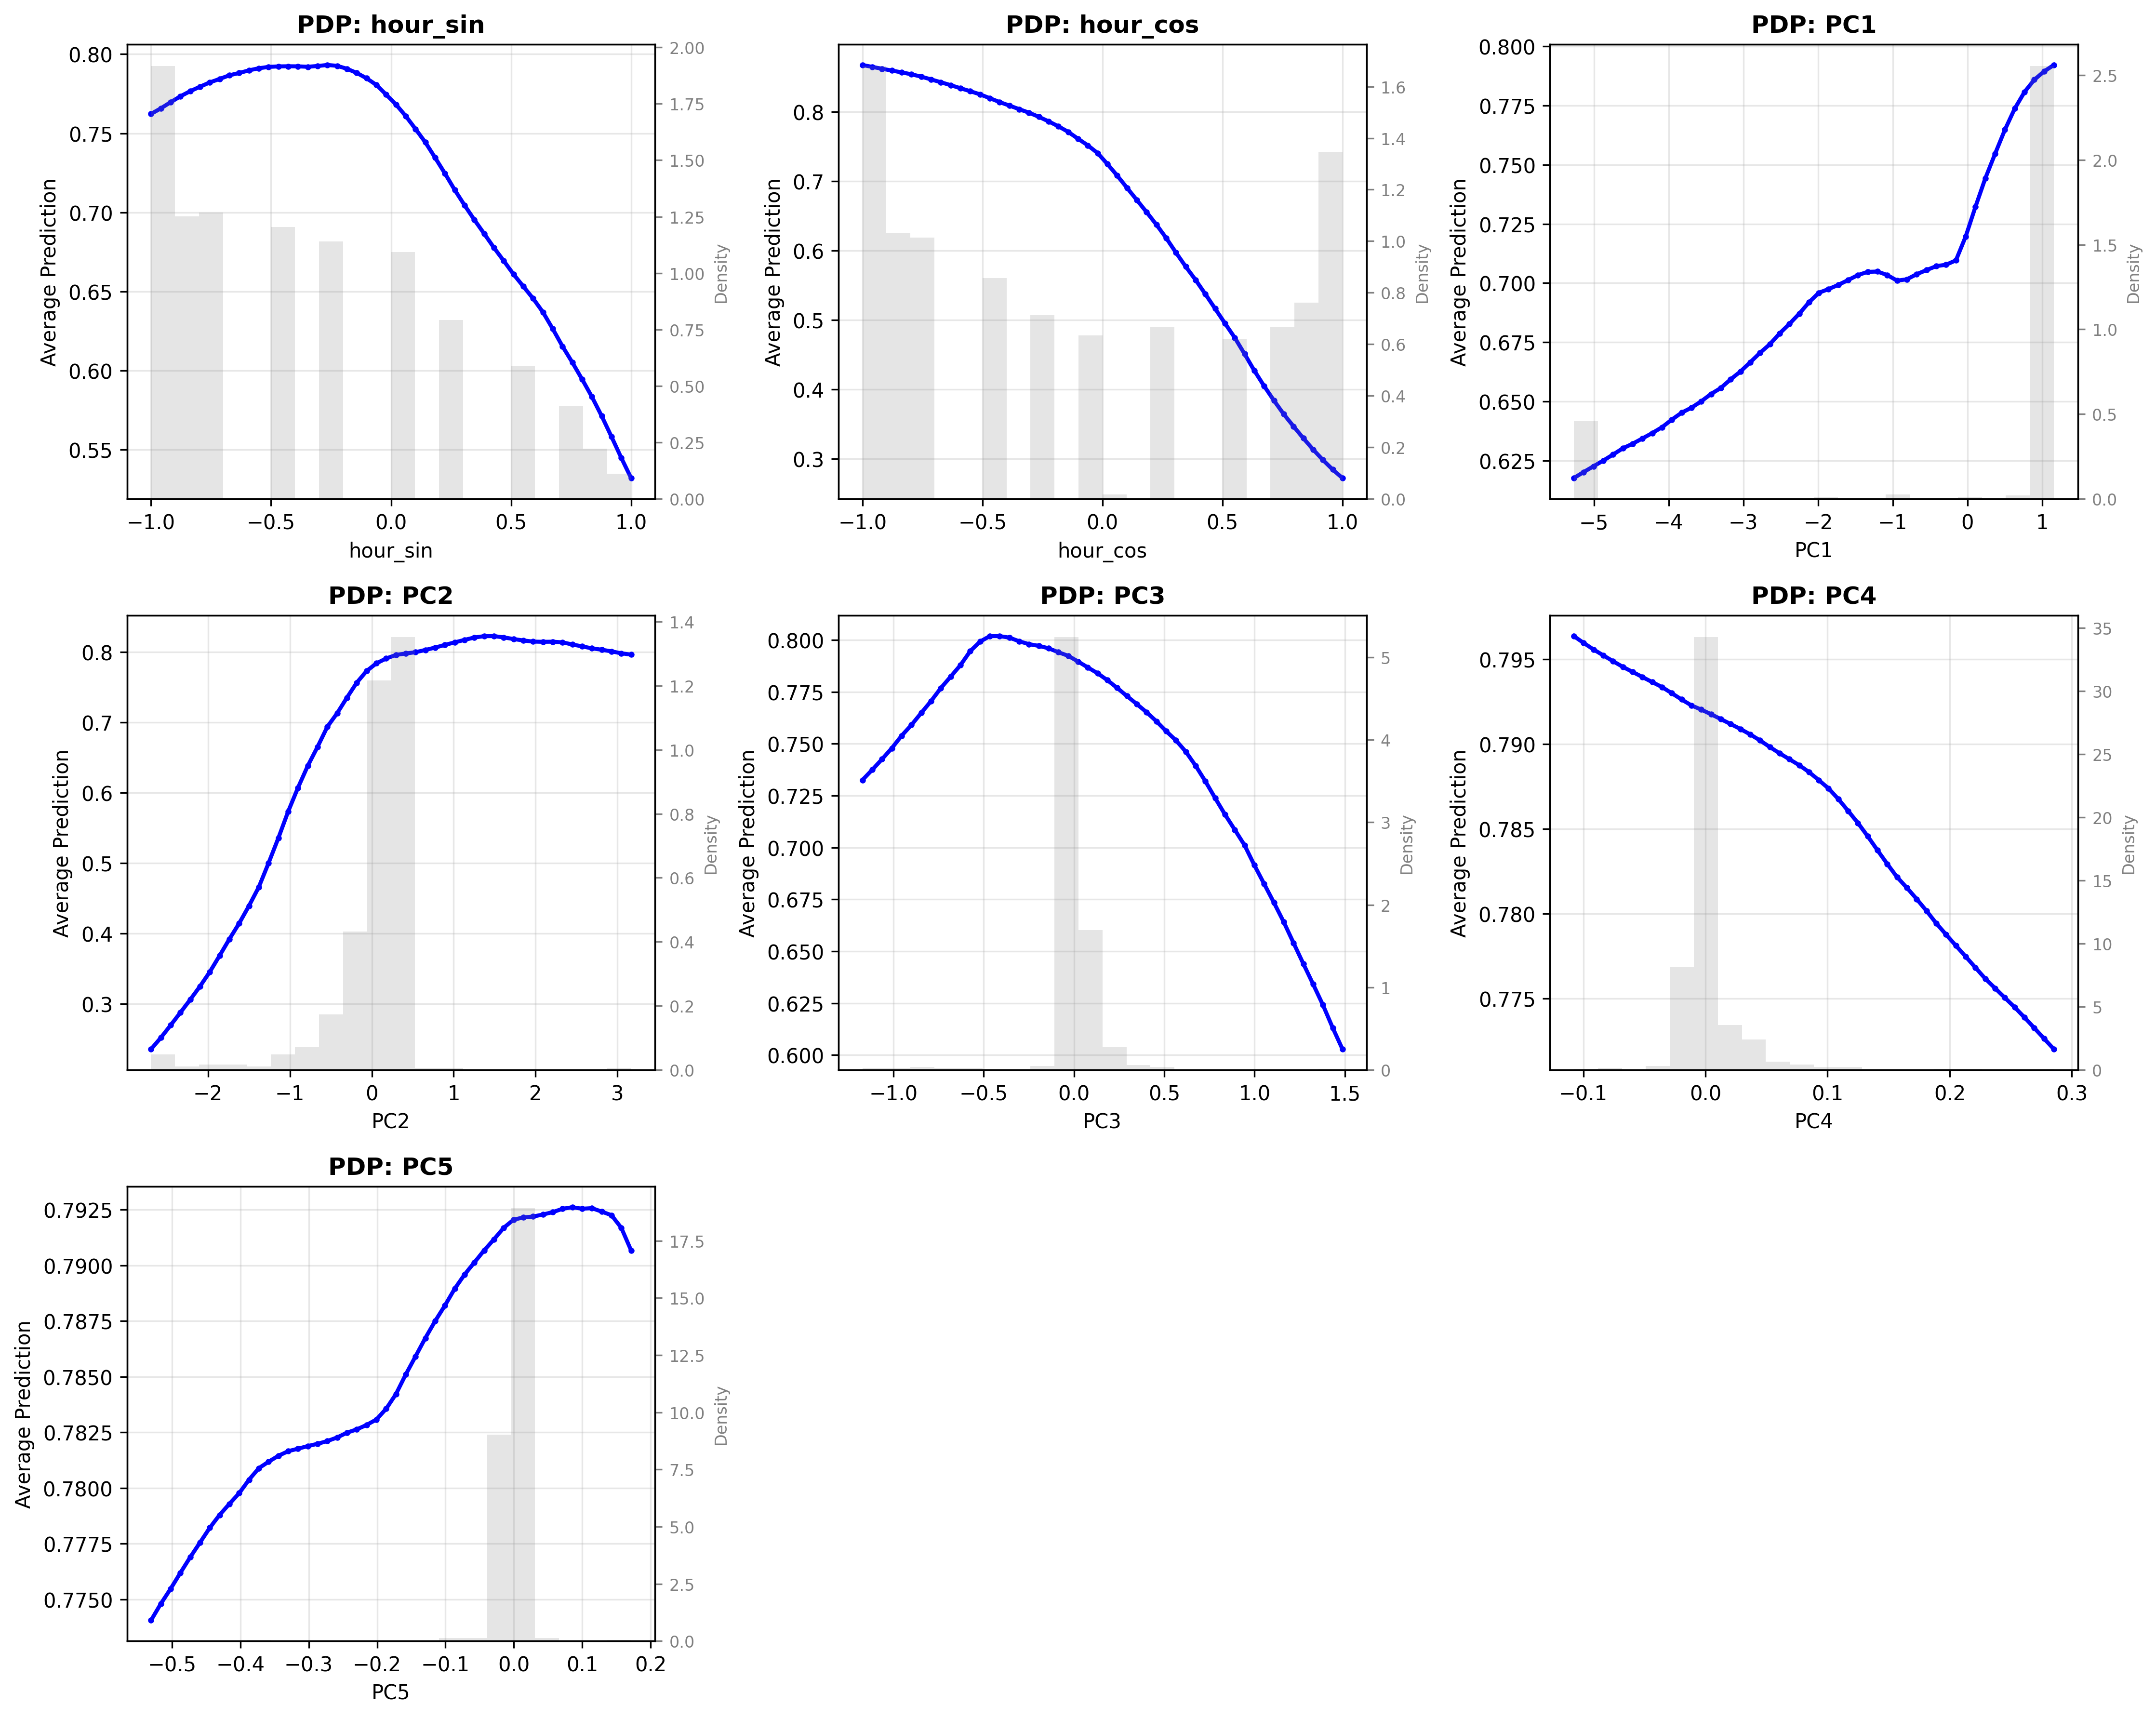 PDP: hour_sin
0.80
0.75
0.70
0.65
0.60
0.55
Average Prediction
2.00
1.75
1.50
1.25
1.00
0.75
0.50
0.25
0.00
Density
−1.0 −0.5 0.0 0.5 1.0
hour_sin
PDP: hour_cos
0.8
0.7
0.6
0.5
0.4
0.3
Average Prediction
1.6
1.4
1.2
1.0
0.8
0.6
0.4
0.2
0.0
Density
−1.0 −0.5 0.0 0.5 1.0
hour_cos
PDP: PC1
0.800
0.775
0.750
0.725
0.700
0.675
0.650
0.625
Average Prediction
2.5
2.0
1.5
1.0
0.5
0.0
Density
−5 −4 −3 −2 −1 0 1
PC1
PDP: PC2
0.8
0.7
0.6
0.5
0.4
0.3
Average Prediction
1.4
1.2
1.0
0.8
0.6
0.4
0.2
0.0
Density
−2 −1 0 1 2 3
PC2
PDP: PC3
0.800
0.775
0.750
0.725
0.700
0.675
0.650
0.625
0.600
Average Prediction
5
4
3
2
1
0
Density
−1.0 −0.5 0.0 0.5 1.0 1.5
PC3
PDP: PC4
0.795
0.790
0.785
0.780
0.775
Average Prediction
35
30
25
20
15
10
5
0
Density
−0.1 0.0 0.1 0.2 0.3
PC4
PDP: PC5
0.7925
0.7900
0.7875
0.7850
0.7825
0.7800
0.7775
0.7750
Average Prediction
17.5
15.0
12.5
10.0
7.5
5.0
2.5
0.0
Density
−0.5 −0.4 −0.3 −0.2 −0.1 0.0 0.1 0.2
PC5